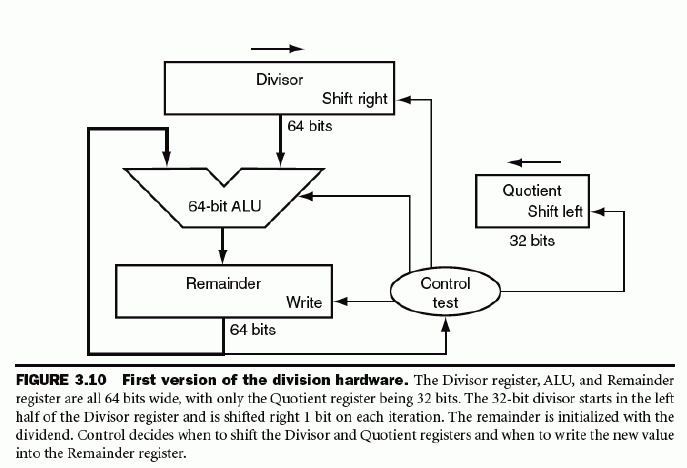 Divisor
Shift right
64 bits
64-bit ALU
Quotient
Shift left
32 bits
Remainder
Write
Control
test
64 bits
FIGURE 3.10 First version of the division hardware. The Divisor register, ALU, and Remainder
register are all 64 bits wide, with only the Quotient register being 32 bits. The 32-bit divisor starts in the left
half of the Divisor register and is shifted right 1 bit on each iteration. The remainder is initialized with the
dividend. Control decides when to shift the Divisor and Quotient registers and when to write the new value
into the Remainder register.